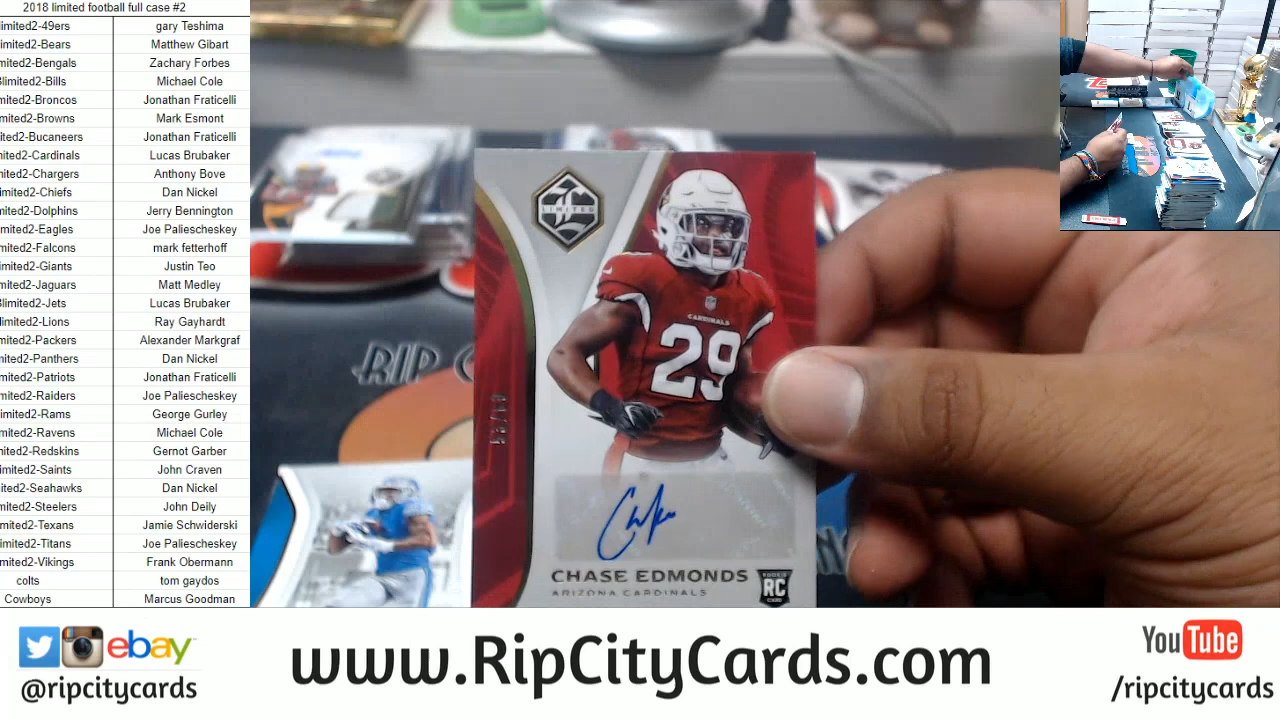 2018 limited football full case #2
limited2-49ers gary Teshima
imited2-Bears Matthew Gibart
mited2-Bengals Zachary Forbes
8limited2-Bills Michael Cole
mited2-Broncos Jonathan Fraticelli
mited2-Browns Mark Esmont
ited2-Bucaneers Jonathan Fraticelli
nited2-Cardinals Lucas Brubaker
mited2-Chargers Anthony Bove
imited2-Chiefs Dan Nickel
mited2-Dolphins Jerry Bennington
imited2-Eagles Joe Paliescheskey
mited2-Falcons mark fetterhoff
imited2-Giants Justin Teo
mited2-Jaguars Matt Medley
8limited2-Jets Lucas Brubaker
limited2-Lions Ray Gayhardt
mited2-Packers Alexander Markgraf
mited2-Panthers Dan Nickel
mited2-Patriots Jonathan Fraticelli
mited2-Raiders Joe Paliescheskey
imited2-Rams George Gurley
mited2-Ravens Michael Cole
nited2-Redskins Gernot Garber
imited2-Saints John Craven
ited2-Seahawks Dan Nickel
mited2-Steelers John Deily
mited2-Texans Jamie Schwiderski
imited2-Titans Joe Paliescheskey
mited2-Vikings Frank Obermann
colts tom gaydos
Cowboys Marcus Goodman
LIMITED
CARDINALS
29
RIP C
CHASE EDMONDS
ARIZONA CARDINALS
RC
ebay
@ripcitycards
www.RipCityCards.com
YouTube
/ripcitycards